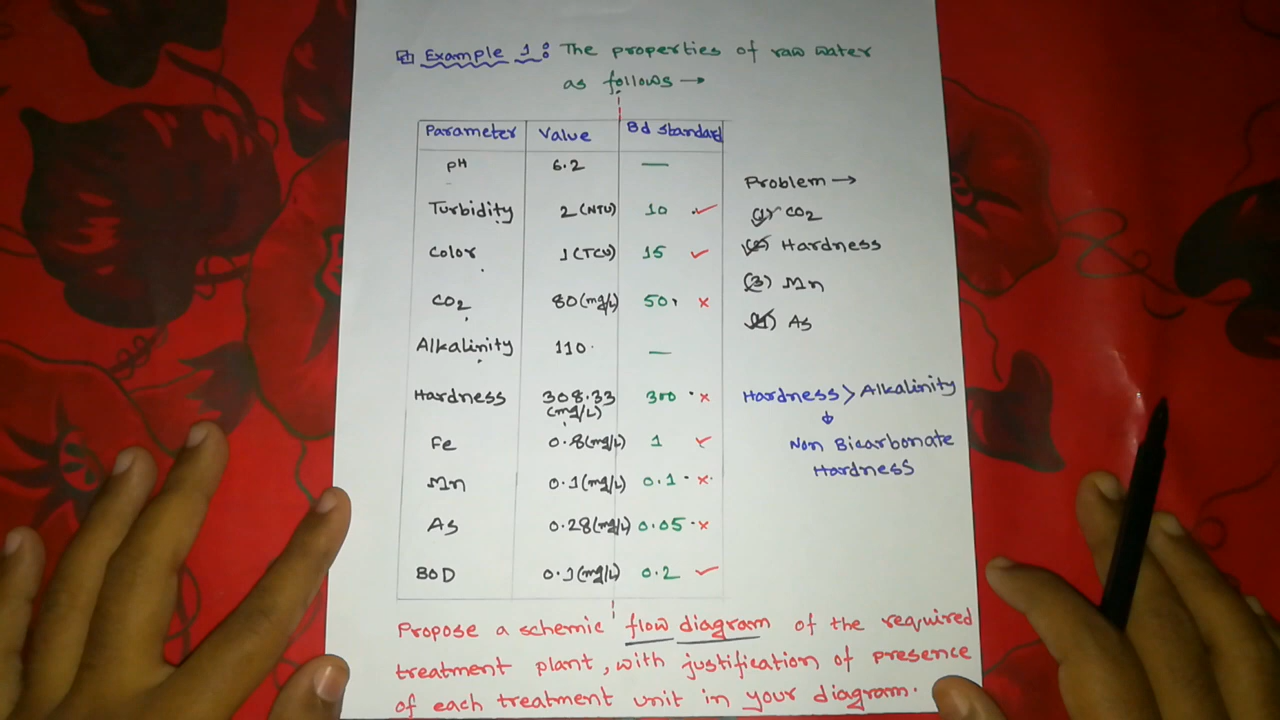 Example 1: The properties of raw water
as follows →
Parameter Value Bd standard
pH 6.2 —
Turbidity 2 (NTU) 10 ✓
Color 1 (TCU) 15 ✓
CO2 80 (mg/L) 50 ×
Alkalinity 110 —
Hardness 308.33 (mg/L) 300 ×
Fe 0.8 (mg/L) 1 ✓
Mn 0.1 (mg/L) 0.1 ×
As 0.28 (mg/L) 0.05 ×
BOD 0.1 (mg/L) 0.2 ✓
Problem →
(1) CO2
(2) Hardness
(3) Mn
(4) As
Hardness > Alkalinity
↓
Non Bicarbonate
Hardness
Propose a schemic flow diagram of the required
treatment plant, with justification of presence
of each treatment unit in your diagram.